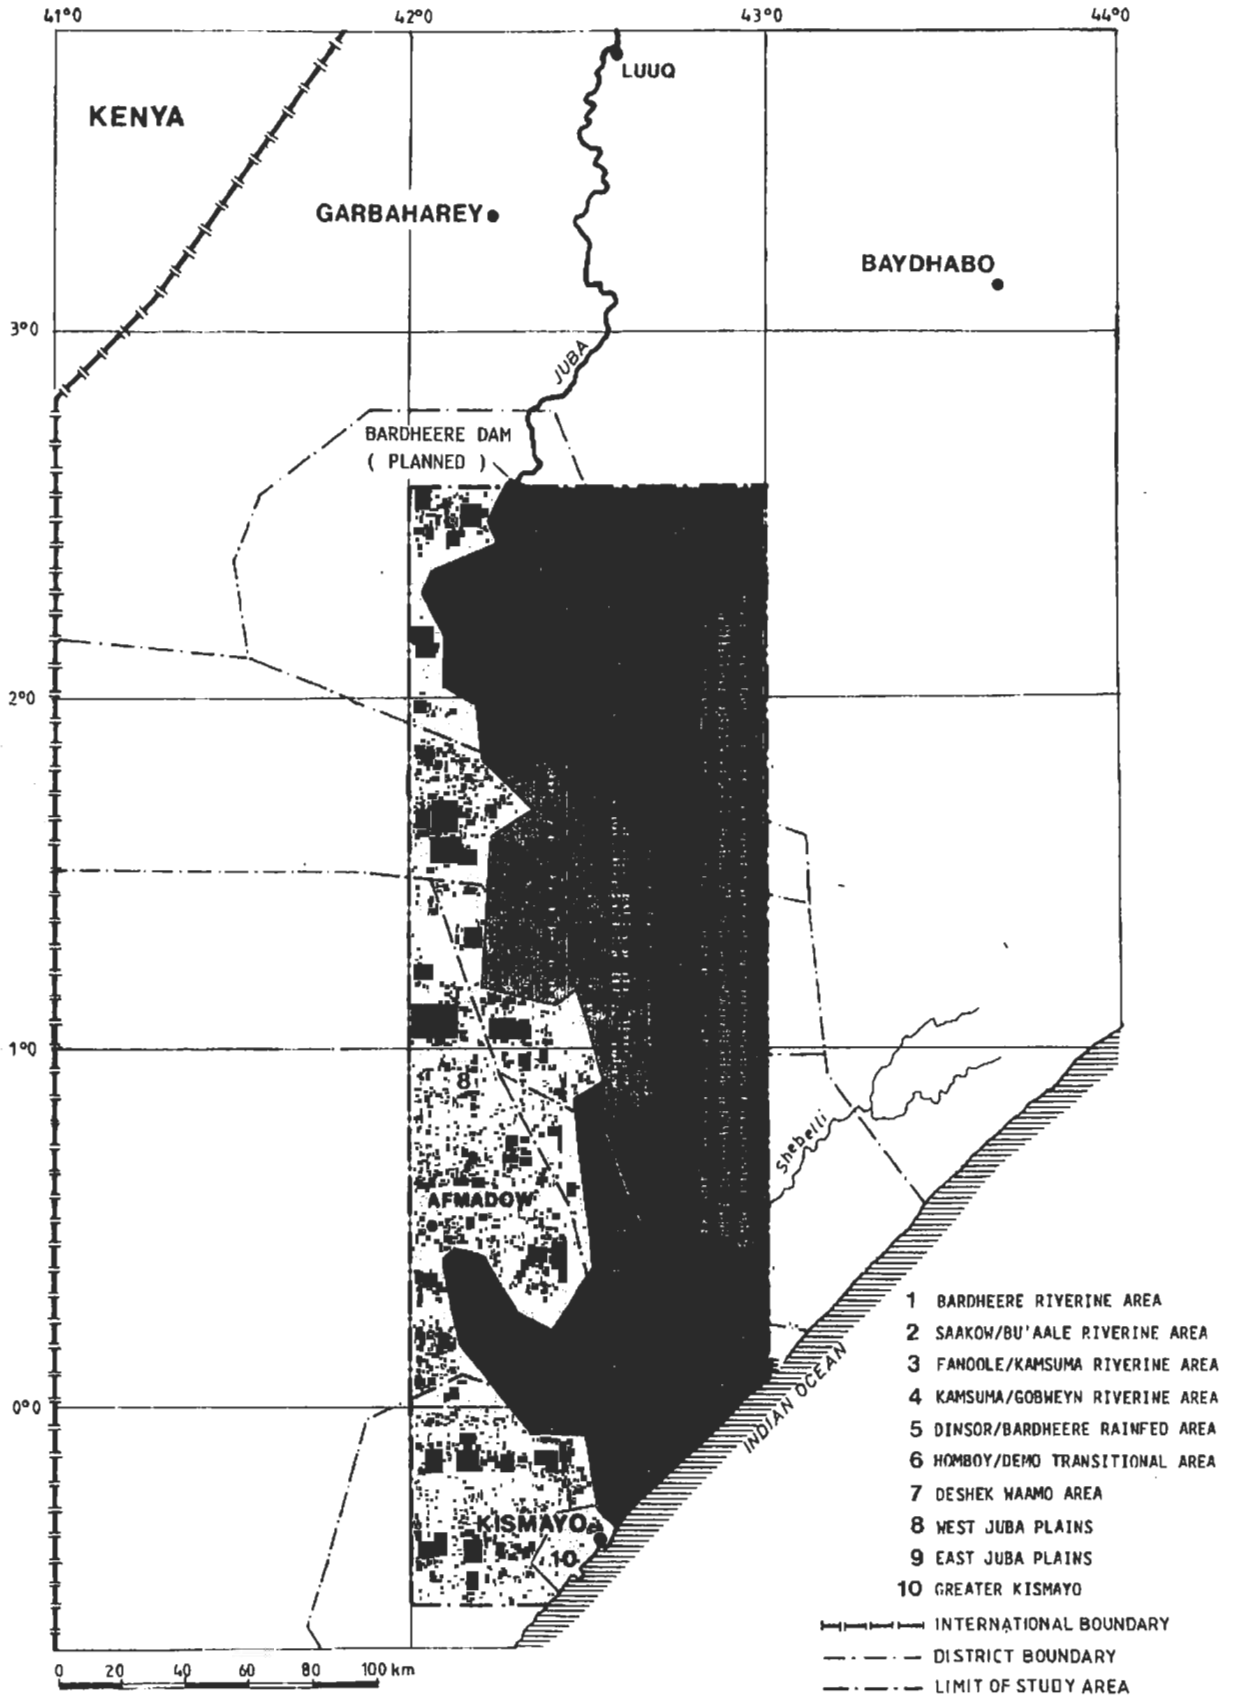 41°0 42°0 43°0 44°0
LUUQ
KENYA
GARBAHAREY
BAYDHABO
3°0
JUBA
BARDHEERE DAM
( PLANNED )
2°0
1°0
8
Shebelli
AFMADOW
0°0
INDIAN OCEAN
KISMAYO
10
1 BARDHEERE RIVERINE AREA
2 SAAKOW/BU'AALE RIVERINE AREA
3 FANOOLE/KAMSUMA RIVERINE AREA
4 KAMSUMA/GOBWEYN RIVERINE AREA
5 DINSOR/BARDHEERE RAINFED AREA
6 HOMBOY/DEMO TRANSITIONAL AREA
7 DESHEK WAAMO AREA
8 WEST JUBA PLAINS
9 EAST JUBA PLAINS
10 GREATER KISMAYO
INTERNATIONAL BOUNDARY
DISTRICT BOUNDARY
LIMIT OF STUDY AREA
0 20 40 60 80 100 km